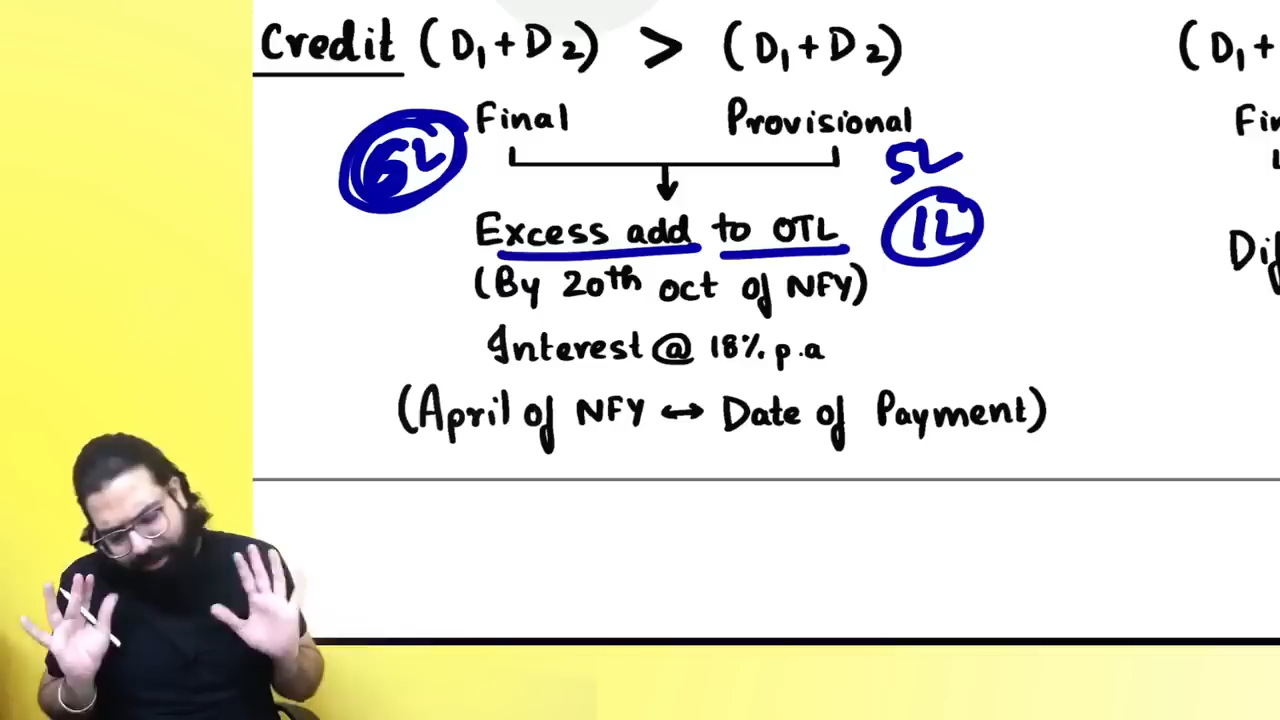 Credit (D₁+D₂) > (D₁+D₂) (D₁+
Final Provisional Fin
6L 5L
Excess add to OTL 1L Dif
(By 20th oct of NFY)
Interest @ 18% p.a
(April of NFY ↔ Date of Payment)